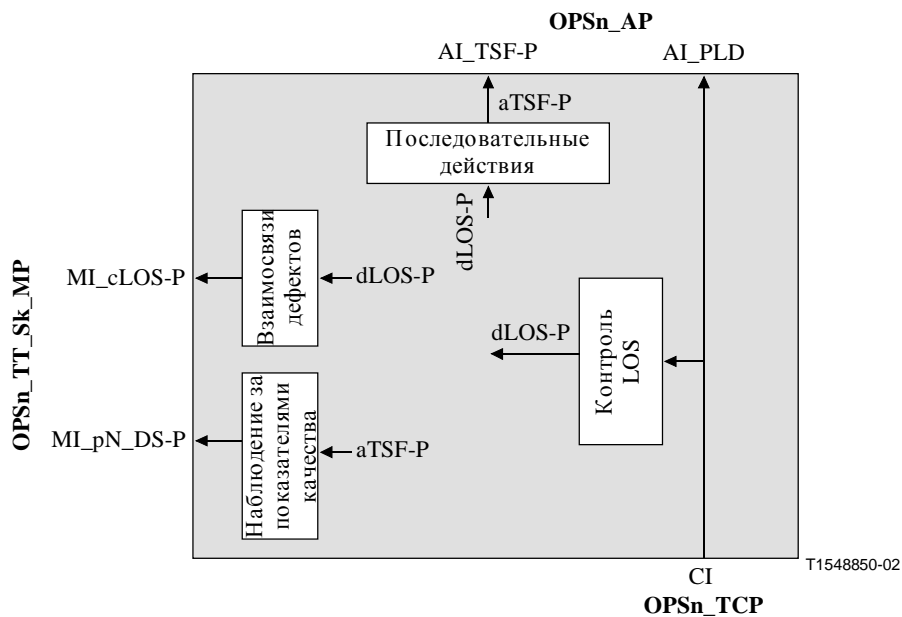 OPSn_AP
AI_TSF-P
AI_PLD
aTSF-P
Последовательные
действия
dLOS-P
OPSn_TT_Sk_MP
MI_cLOS-P
Взаимосвязи
дефектов
dLOS-P
dLOS-P
Контроль
LOS
MI_pN_DS-P
Наблюдение за
показателями
качества
aTSF-P
T1548850-02
CI
OPSn_TCP